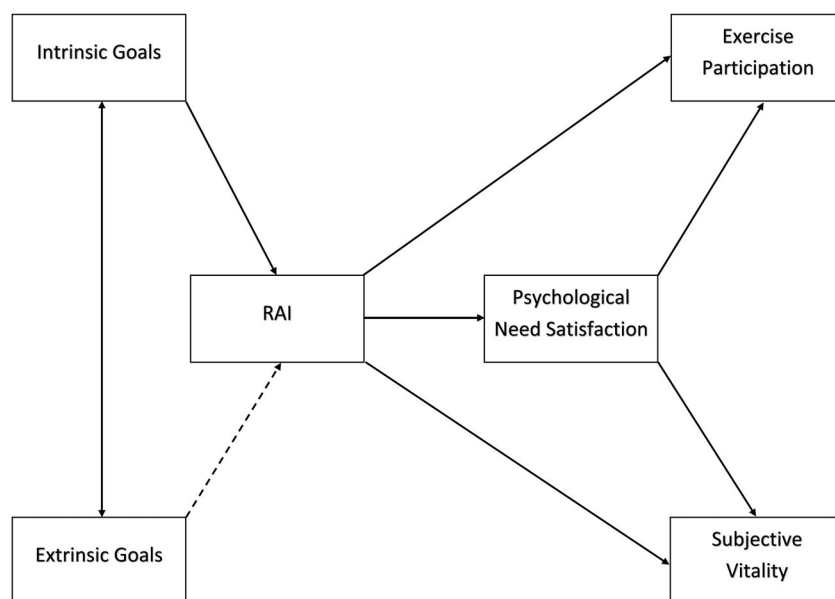 Intrinsic Goals
Exercise
Participation
RAI
Psychological
Need Satisfaction
Extrinsic Goals
Subjective
Vitality